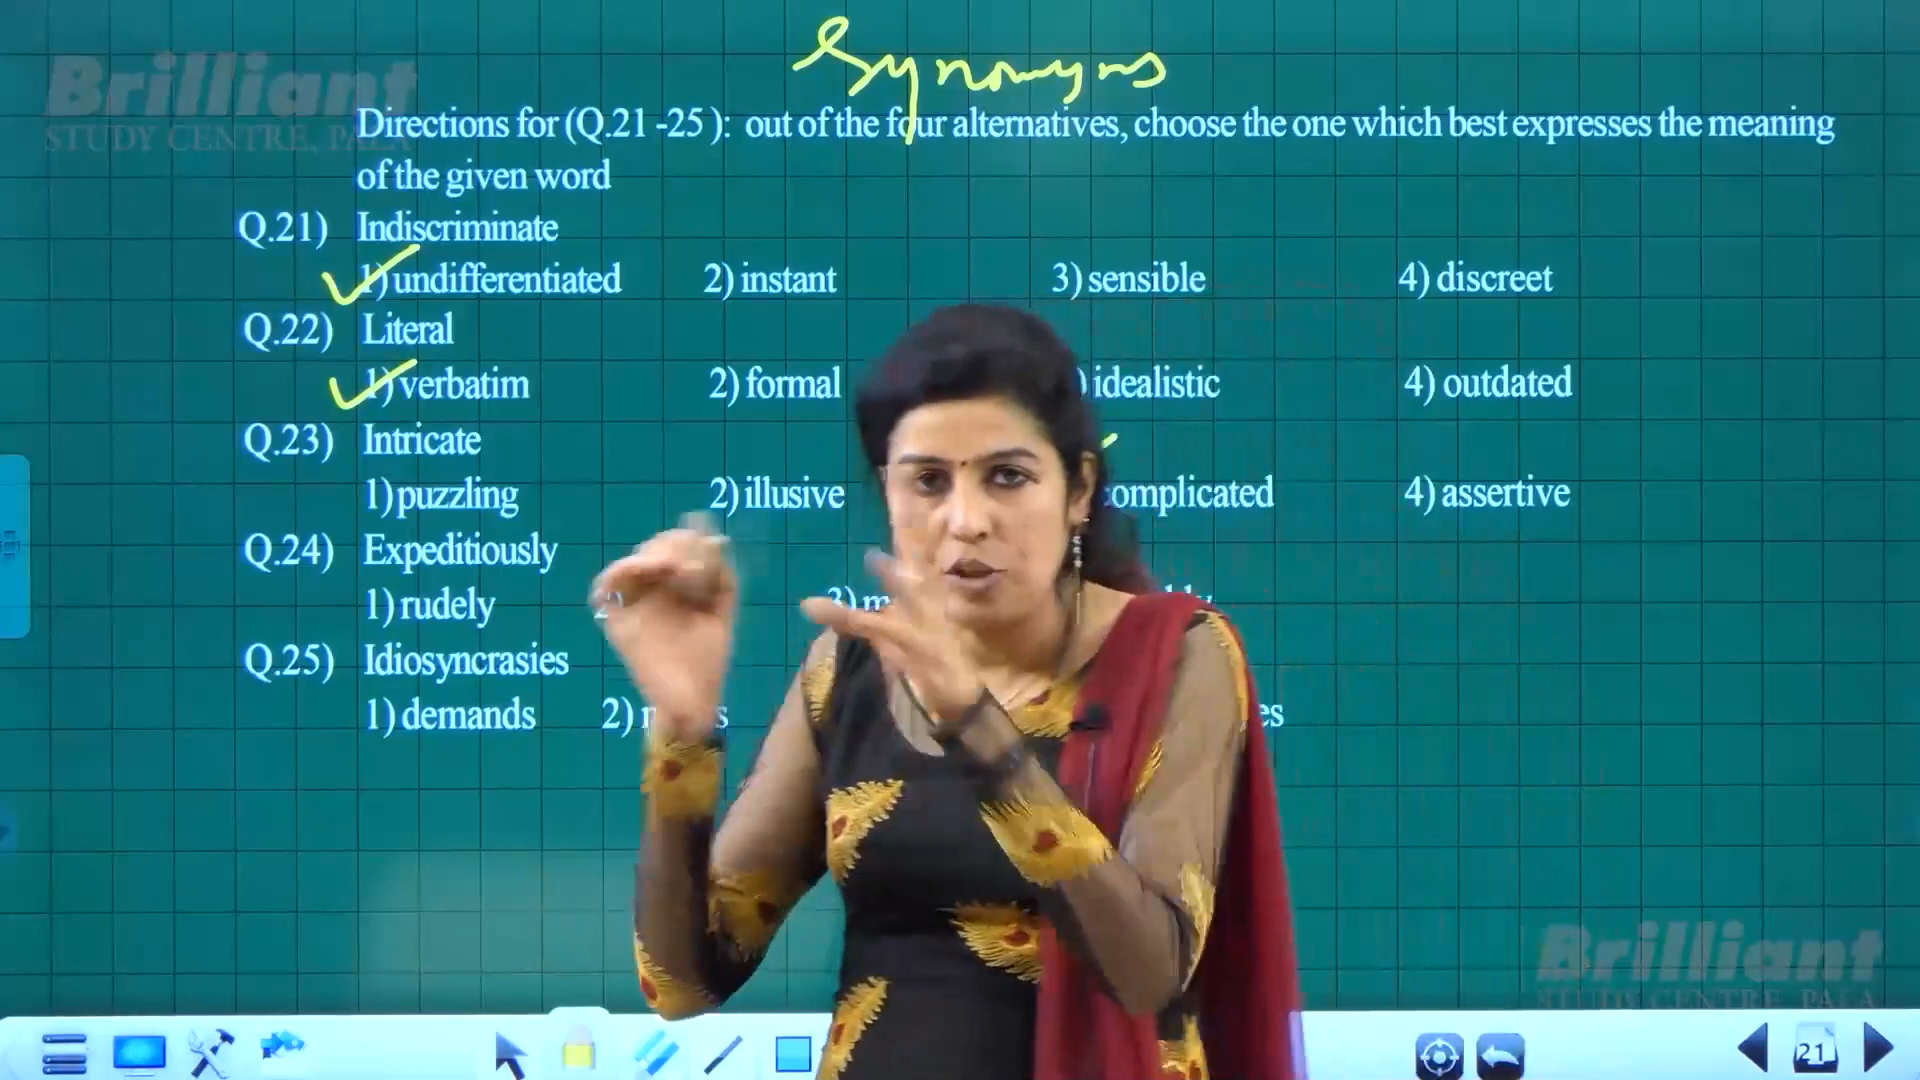 Synonyms
Brilliant
STUDY CENTRE, PALA
Directions for (Q.21 -25 ): out of the four alternatives, choose the one which best expresses the meaning
of the given word
Q.21) Indiscriminate
1) undifferentiated 2) instant 3) sensible 4) discreet
Q.22) Literal
1) verbatim 2) formal ) idealistic 4) outdated
Q.23) Intricate
1) puzzling 2) illusive complicated 4) assertive
Q.24) Expeditiously
1) rudely 3)
Q.25) Idiosyncrasies
1) demands 2)
Brilliant
STUDY CENTRE, PALA
21